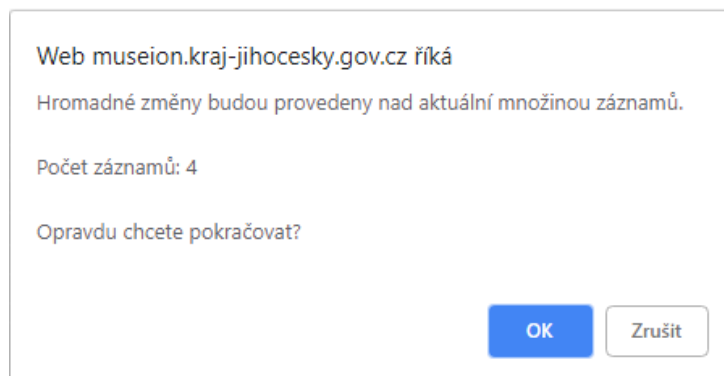 Web museion.kraj-jihocesky.gov.cz říká
Hromadné změny budou provedeny nad aktuální množinou záznamů.
Počet záznamů: 4
Opravdu chcete pokračovat?
OK Zrušit